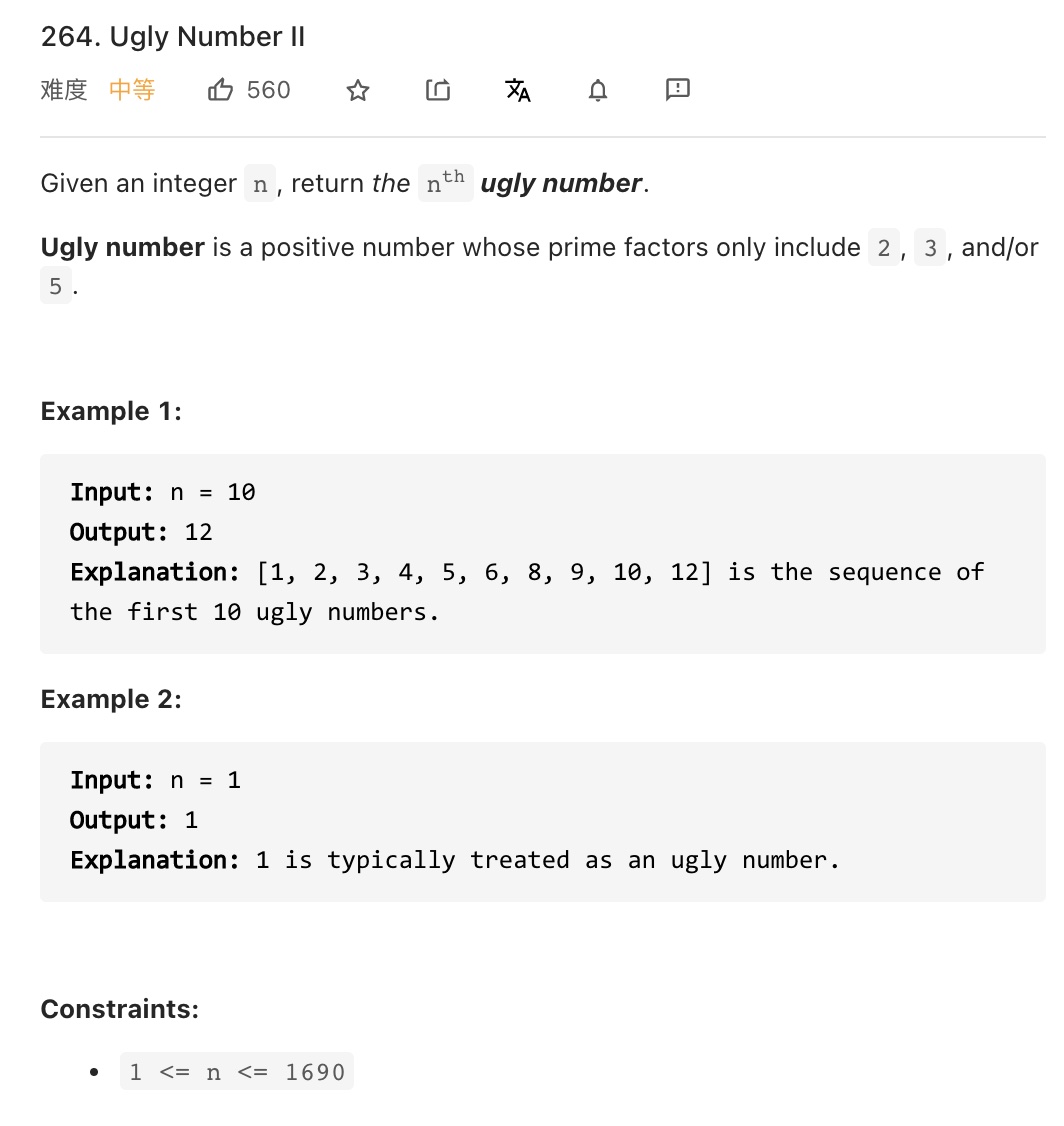 264. Ugly Number II
难度 中等 560
Given an integer n, return the nth ugly number.
Ugly number is a positive number whose prime factors only include 2, 3, and/or
5.
Example 1:
Input: n = 10
Output: 12
Explanation: [1, 2, 3, 4, 5, 6, 8, 9, 10, 12] is the sequence of
the first 10 ugly numbers.
Example 2:
Input: n = 1
Output: 1
Explanation: 1 is typically treated as an ugly number.
Constraints:
• 1 <= n <= 1690